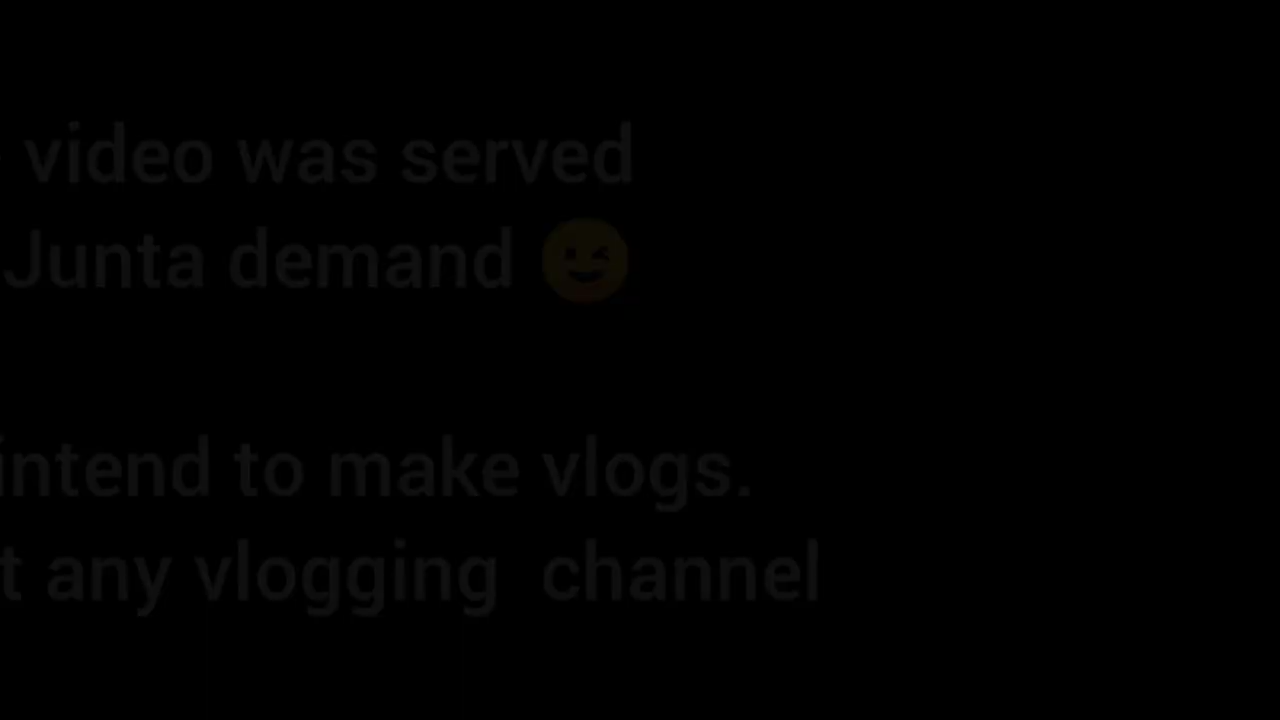 video was served
Junta demand 😉
intend to make vlogs.
t any vlogging channel